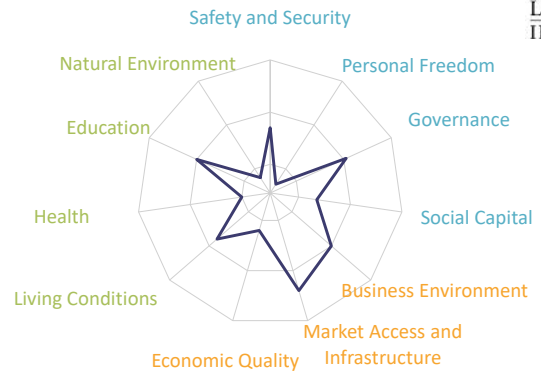 Safety and Security
Natural Environment
Personal Freedom
Education
Governance
Health
Social Capital
Living Conditions
Business Environment
Market Access and
Infrastructure
Economic Quality